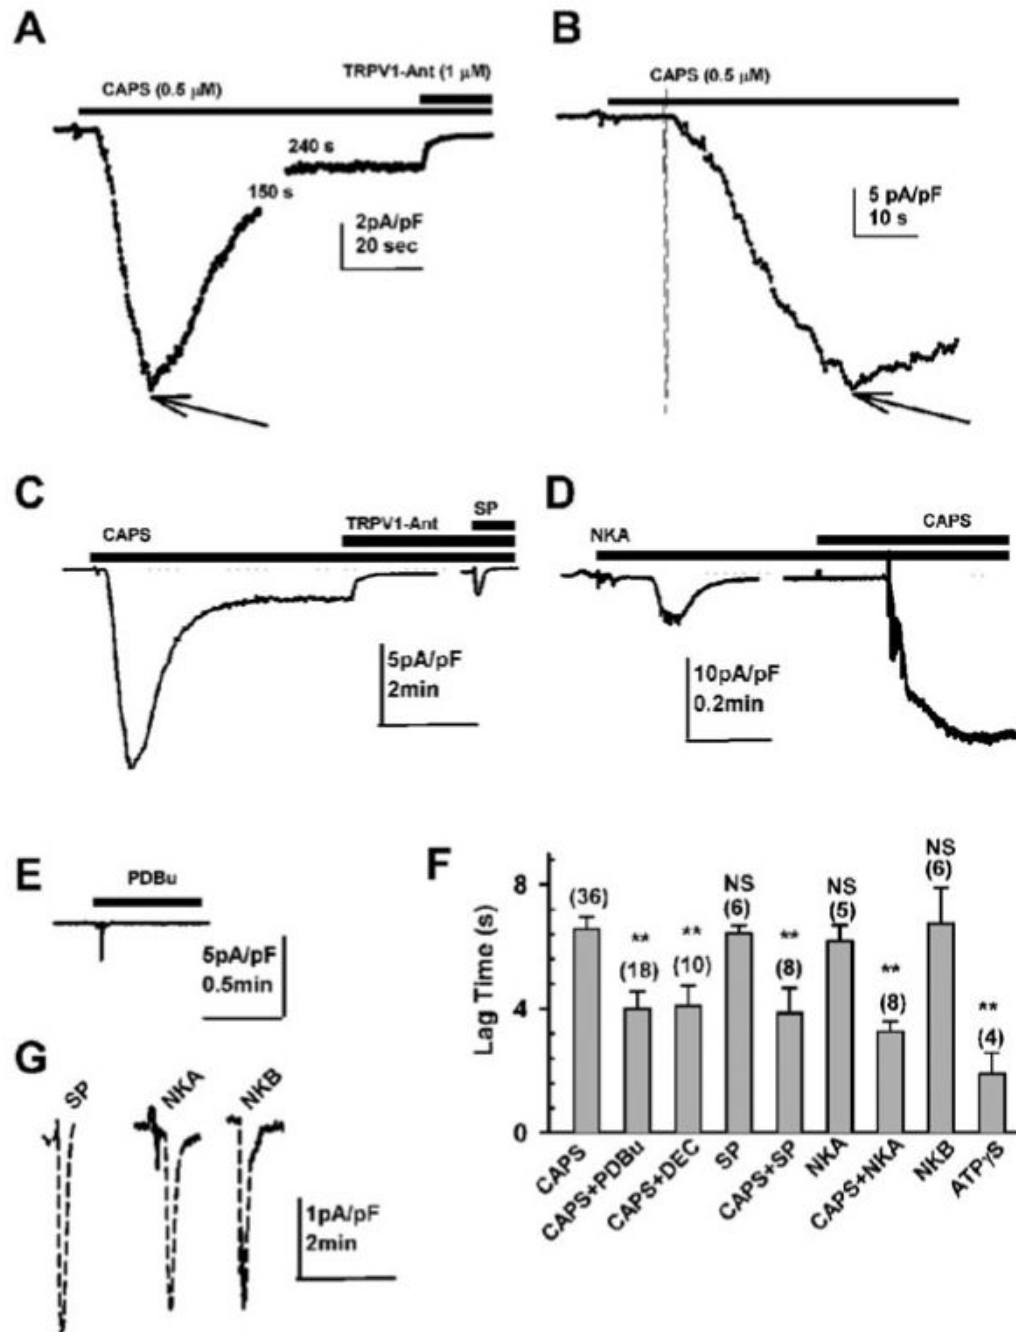 A
TRPV1-Ant (1 μM)
CAPS (0.5 μM)
240 s
150 s
2pA/pF
20 sec
B
CAPS (0.5 μM)
5 pA/pF
10 s
C
SP
TRPV1-Ant
CAPS
5pA/pF
2min
D
CAPS
NKA
10pA/pF
0.2min
E
PDBu
5pA/pF
0.5min
F
Lag Time (s)
8
4
0
(36)
**
(18)
**
(10)
NS
(6)
**
(8)
NS
(5)
**
(8)
NS
(6)
**
(4)
CAPS
CAPS+PDBu
CAPS+DEC
SP
CAPS+SP
NKA
CAPS+NKA
NKB
ATPγS
G
SP
NKA
NKB
1pA/pF
2min